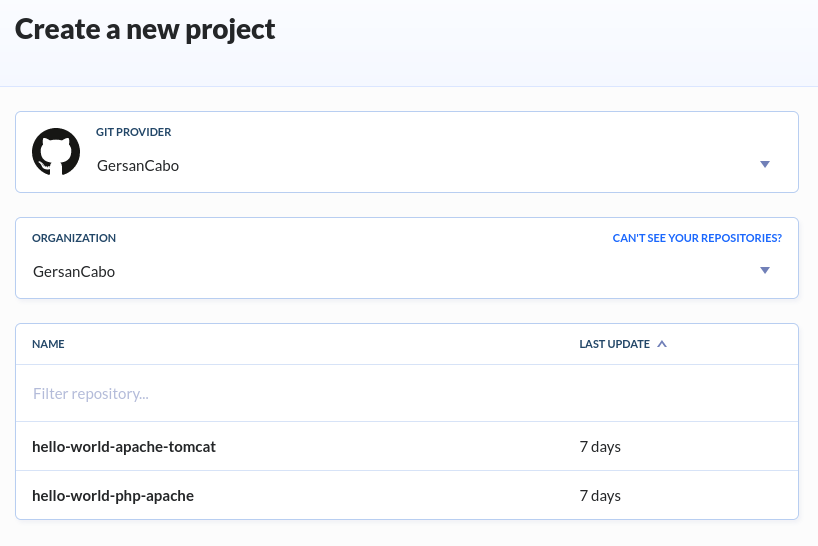 Create a new project
GIT PROVIDER
GersanCabo
ORGANIZATION CAN'T SEE YOUR REPOSITORIES?
GersanCabo
NAME LAST UPDATE
Filter repository...
hello-world-apache-tomcat 7 days
hello-world-php-apache 7 days